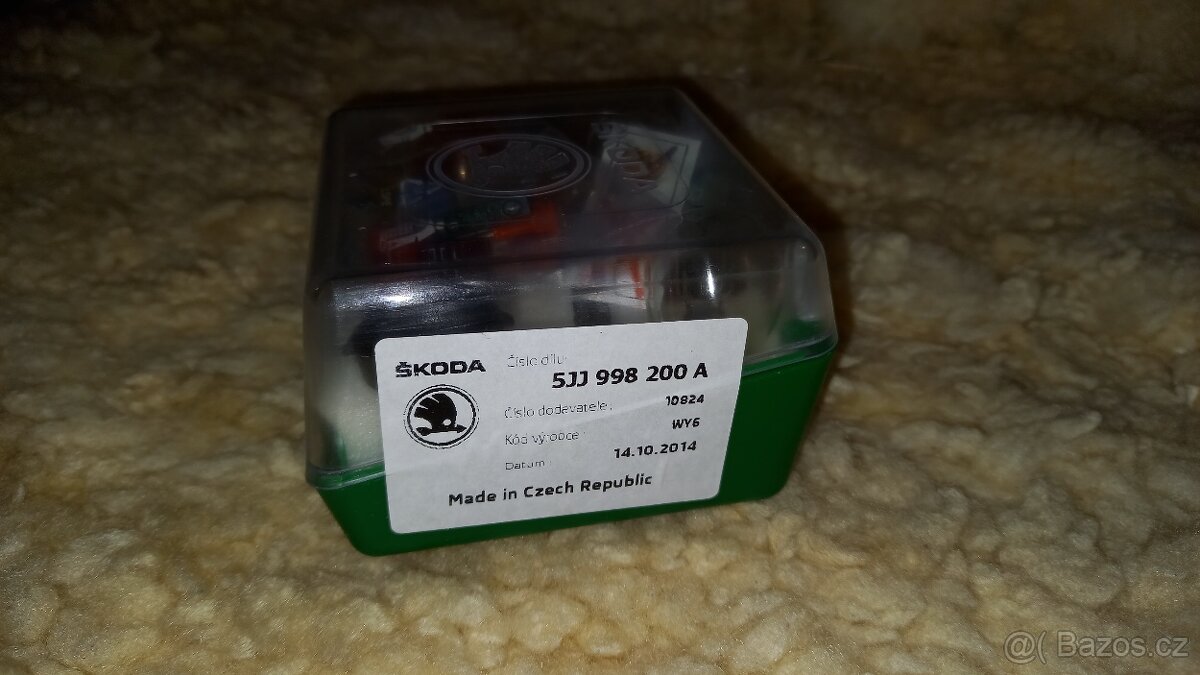 ŠKODA
ŠKODA
Číslo dílu:
5JJ 998 200 A
Číslo dodavatele:
10824
Kód výrobce:
WY6
Datum:
14.10.2014
Made in Czech Republic
@( Bazos.cz